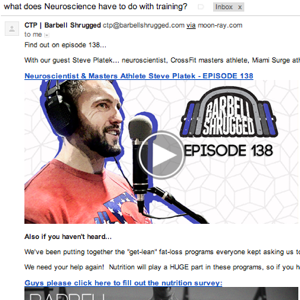 what does Neuroscience have to do with training?
Inbox x
CTP | Barbell Shrugged ctp@barbellshrugged.com via moon-ray.com
to me
Find out on episode 138...
With our guest Steve Platek... neuroscientist, CrossFit masters athlete, Miami Surge ath
Neuroscientist & Masters Athlete Steve Platek - EPISODE 138
BARBELL
SHRUGGED
EPISODE 138
Also if you haven't heard...
We've been putting together the "get-lean" fat-loss programs everyone kept asking us to
We need your help again! Nutrition will play a HUGE part in these programs, so if you ha
Guys please click here to fill out the nutrition survey:
BARBELL